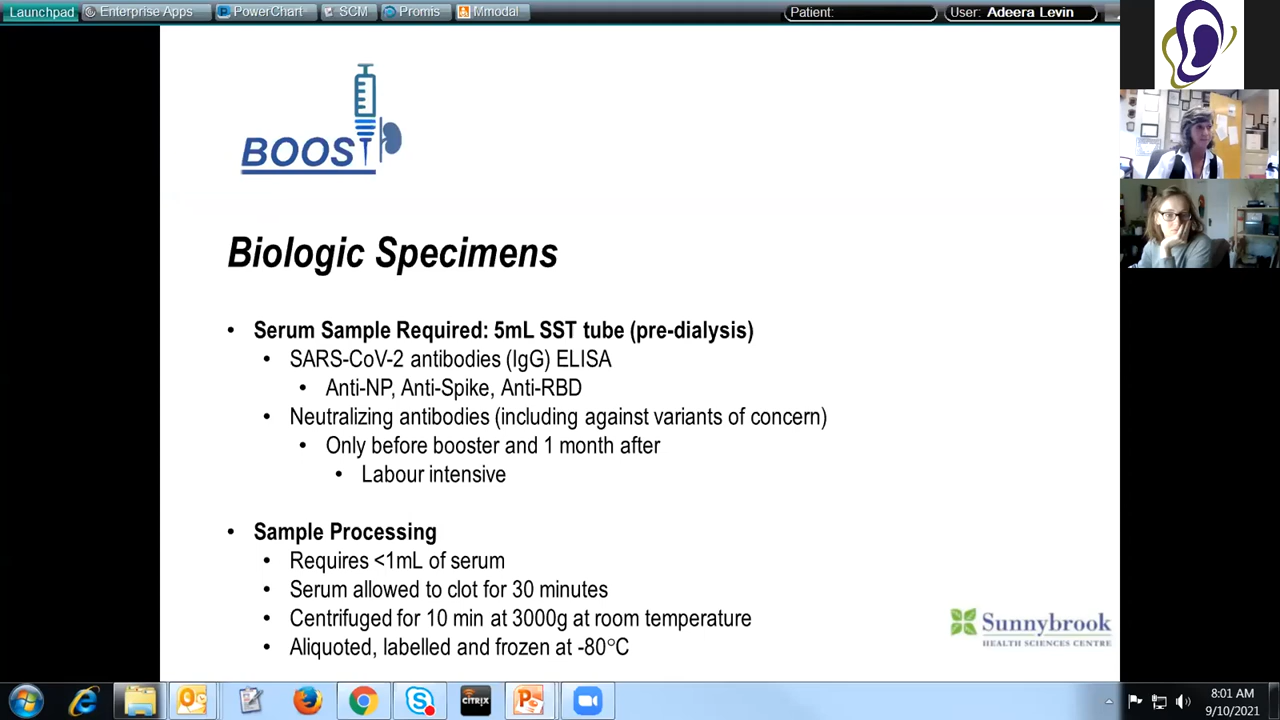 Launchpad Enterprise Apps PowerChart SCM Promis Mmodal Patient: User: Adeera Levin
BOOST
Biologic Specimens
• Serum Sample Required: 5mL SST tube (pre-dialysis)
• SARS-CoV-2 antibodies (IgG) ELISA
• Anti-NP, Anti-Spike, Anti-RBD
• Neutralizing antibodies (including against variants of concern)
• Only before booster and 1 month after
• Labour intensive
• Sample Processing
• Requires <1mL of serum
• Serum allowed to clot for 30 minutes
• Centrifuged for 10 min at 3000g at room temperature
• Aliquoted, labelled and frozen at -80°C
Sunnybrook
HEALTH SCIENCES CENTRE
CITRIX
8:01 AM
9/10/2021